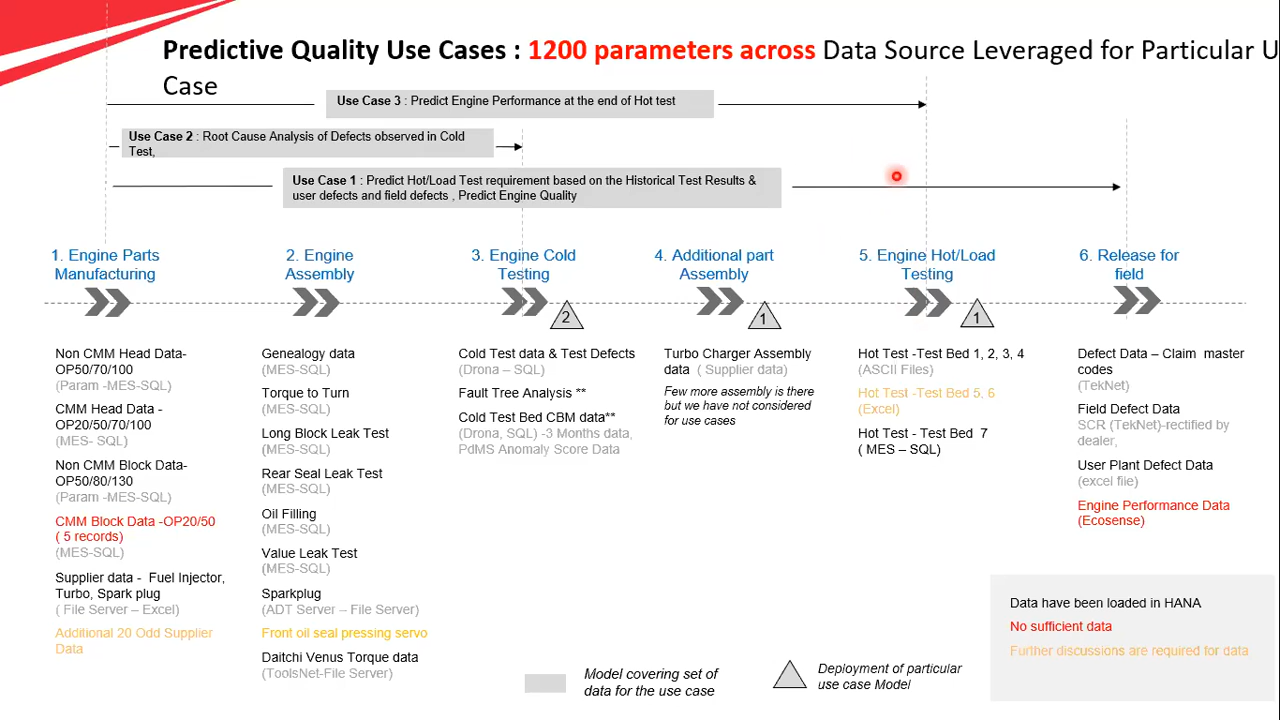 Predictive Quality Use Cases : 1200 parameters across Data Source Leveraged for Particular U
Case
Use Case 3 : Predict Engine Performance at the end of Hot test
Use Case 2 : Root Cause Analysis of Defects observed in Cold
Test,
Use Case 1 : Predict Hot/Load Test requirement based on the Historical Test Results &
user defects and field defects , Predict Engine Quality
1. Engine Parts
Manufacturing
2. Engine
Assembly
3. Engine Cold
Testing
4. Additional part
Assembly
5. Engine Hot/Load
Testing
6. Release for
field
2
1
1
Non CMM Head Data-
OP50/70/100
(Param -MES-SQL)
CMM Head Data -
OP20/50/70/100
(MES- SQL)
Non CMM Block Data-
OP50/80/130
(Param-MES-SQL)
CMM Block Data -OP20/50
( 5 records)
(MES-SQL)
Supplier data - Fuel Injector,
Turbo, Spark plug
( File Server – Excel)
Additional 20 Odd Supplier
Data
Genealogy data
(MES-SQL)
Torque to Turn
(MES-SQL)
Long Block Leak Test
(MES-SQL)
Rear Seal Leak Test
(MES-SQL)
Oil Filling
(MES-SQL)
Value Leak Test
(MES-SQL)
Sparkplug
(ADT Server – File Server)
Front oil seal pressing servo
Daitchi Venus Torque data
(ToolsNet-File Server)
Cold Test data & Test Defects
(Drona – SQL)
Fault Tree Analysis **
Cold Test Bed CBM data**
(Drona, SQL) -3 Months data,
PdMS Anomaly Score Data
Turbo Charger Assembly
data ( Supplier data)
Few more assembly is there
but we have not considered
for use cases
Hot Test -Test Bed 1, 2, 3, 4
(ASCII Files)
Hot Test -Test Bed 5, 6
(Excel)
Hot Test - Test Bed 7
( MES – SQL)
Defect Data – Claim master
codes
(TekNet)
Field Defect Data
SCR (TekNet)-rectified by
dealer,
User Plant Defect Data
(excel file)
Engine Performance Data
(Ecosense)
Data have been loaded in HANA
No sufficient data
Further discussions are required for data
Model covering set of
data for the use case
Deployment of particular
use case Model